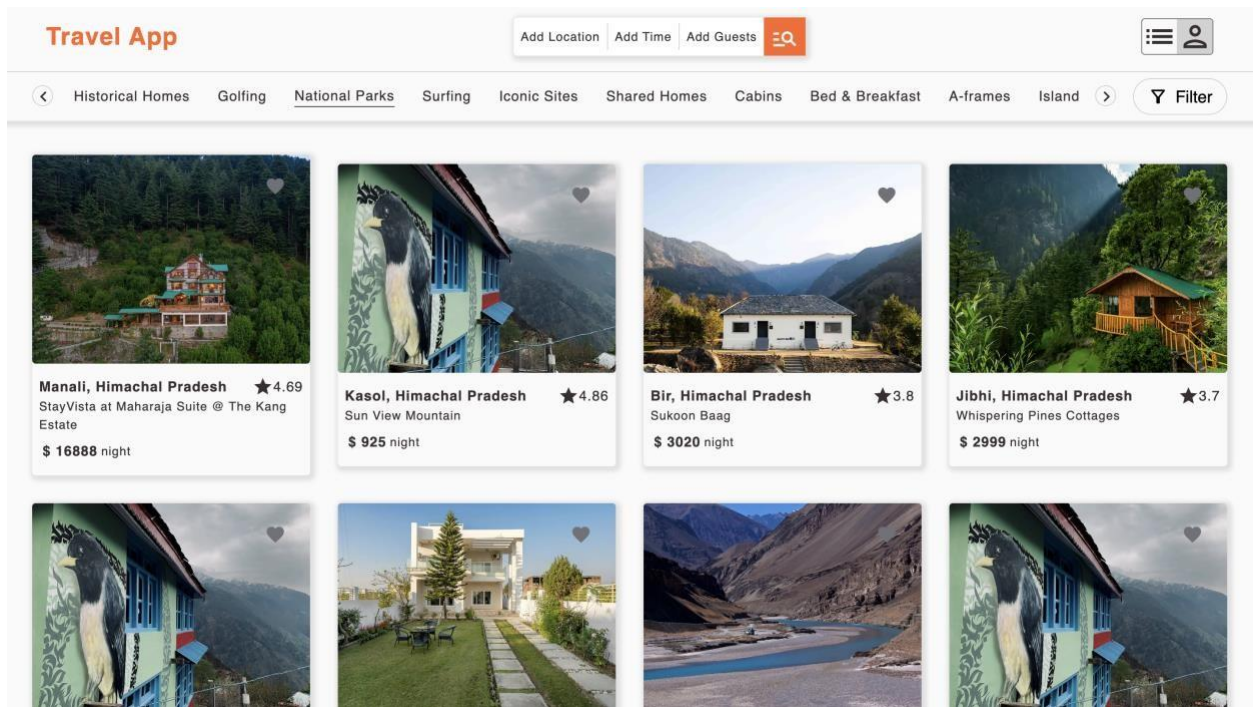 Travel App
Add Location Add Time Add Guests
Historical Homes Golfing National Parks Surfing Iconic Sites Shared Homes Cabins Bed & Breakfast A-frames Island Filter
Manali, Himachal Pradesh 4.69
StayVista at Maharaja Suite @ The Kang
Estate
$ 16888 night
Kasol, Himachal Pradesh 4.86
Sun View Mountain
$ 925 night
Bir, Himachal Pradesh 3.8
Sukoon Baag
$ 3020 night
Jibhi, Himachal Pradesh 3.7
Whispering Pines Cottages
$ 2999 night